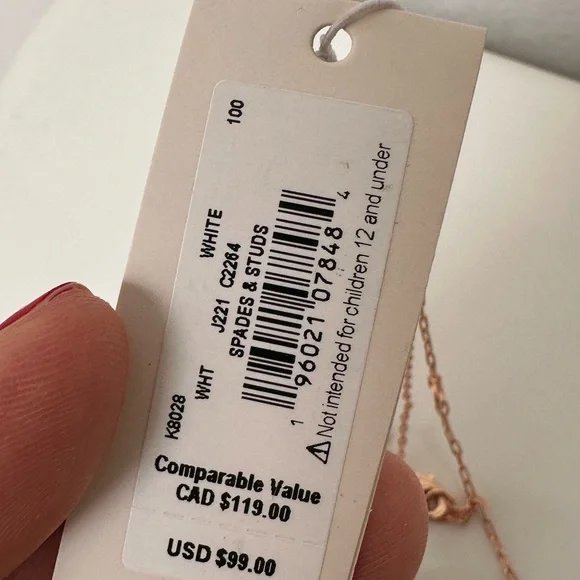 100
K8028 WHITE
WHT J221 C2264
SPADES & STUDS
1 96021 07848 4
⚠ Not intended for children 12 and under
Comparable Value
CAD $119.00
USD $99.00